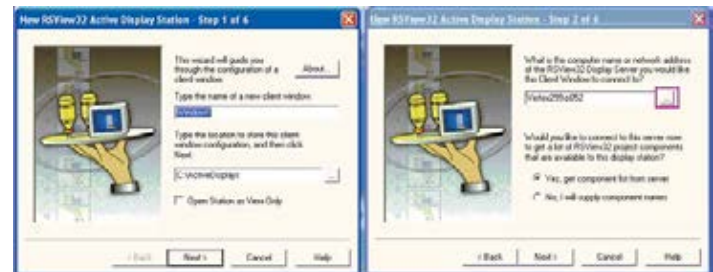 New RSView32 Active Display Station - Step 1 of 6
This wizard will guide you
through the configuration of a
client window.
About...
Type the name of a new client window.
Window1
Type the location to store this client
window configuration, and then click
Next.
C:\ActiveDisplays
...
Open Station as View Only
< Back
Next >
Cancel
Help
New RSView32 Active Display Station - Step 2 of 6
What is the computer name or network address
of the RSView32 Display Server you would like
this Client Window to connect to?
...
Would you like to connect to this server now
to get a list of RSView32 project components
that are available to this display station?
Yes, get component list from server
No, I will supply component names
< Back
Next >
Cancel
Help